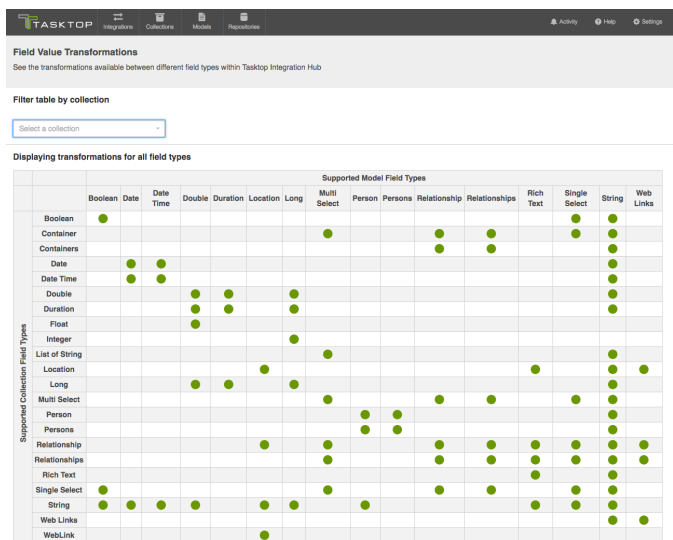 TASKTOP Integrations Collections Models Repositories Activity Help Settings
Field Value Transformations
See the transformations available between different field types within Tasktop Integration Hub
Filter table by collection
Select a collection
Displaying transformations for all field types
Supported Model Field Types
Boolean Date Date Time Double Duration Location Long Multi Select Person Persons Relationship Relationships Rich Text Single Select String Web Links
Supported Collection Field Types
Boolean
Container
Containers
Date
Date Time
Double
Duration
Float
Integer
List of String
Location
Long
Multi Select
Person
Persons
Relationship
Relationships
Rich Text
Single Select
String
Web Links
WebLink